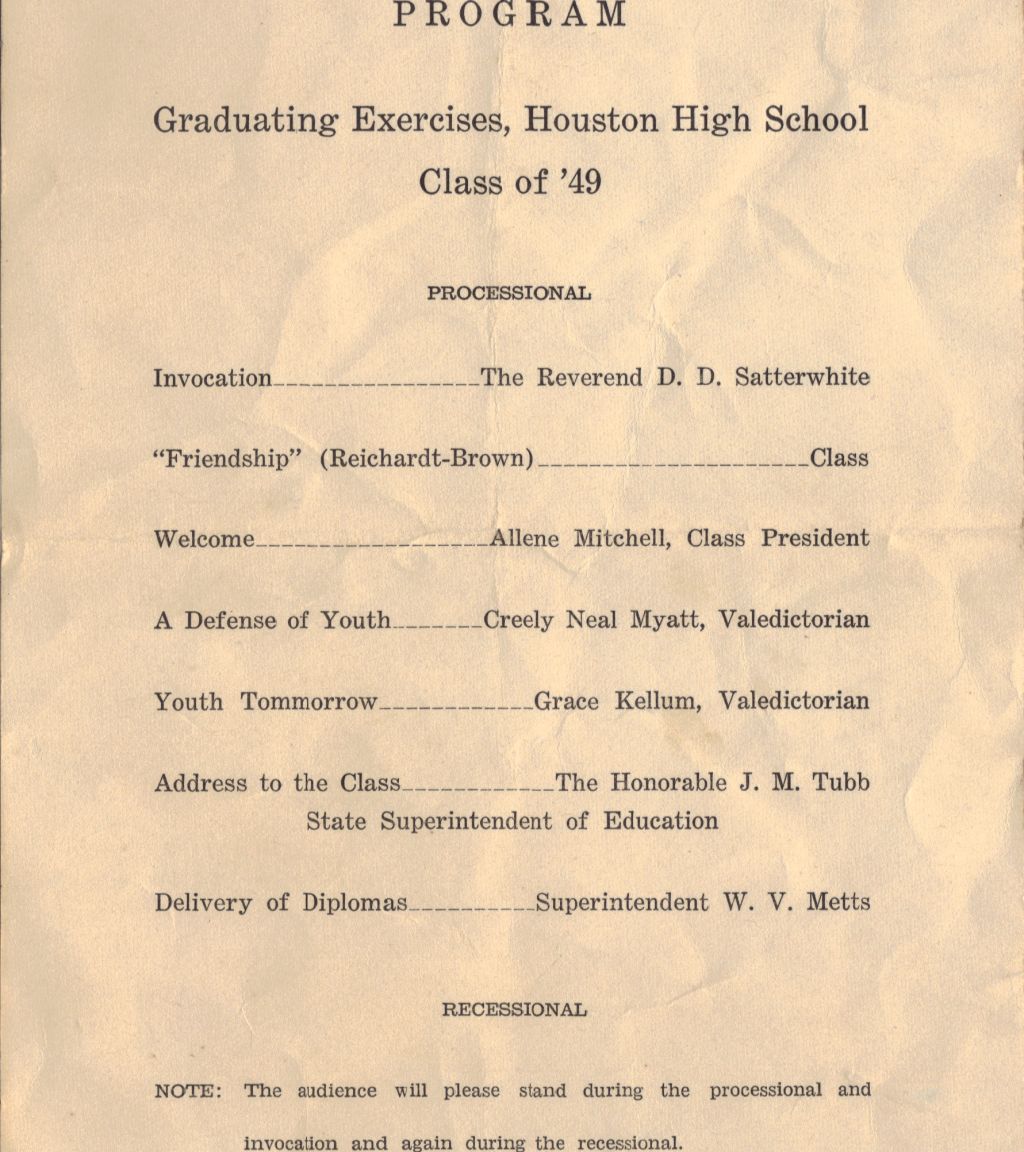 PROGRAM
Graduating Exercises, Houston High School
Class of ’49
PROCESSIONAL
Invocation________________The Reverend D. D. Satterwhite
“Friendship” (Reichardt-Brown)_____________________Class
Welcome__________________Allene Mitchell, Class President
A Defense of Youth_______Creely Neal Myatt, Valedictorian
Youth Tommorrow____________Grace Kellum, Valedictorian
Address to the Class____________The Honorable J. M. Tubb
State Superintendent of Education
Delivery of Diplomas__________Superintendent W. V. Metts
RECESSIONAL
NOTE: The audience will please stand during the processional and
invocation and again during the recessional.